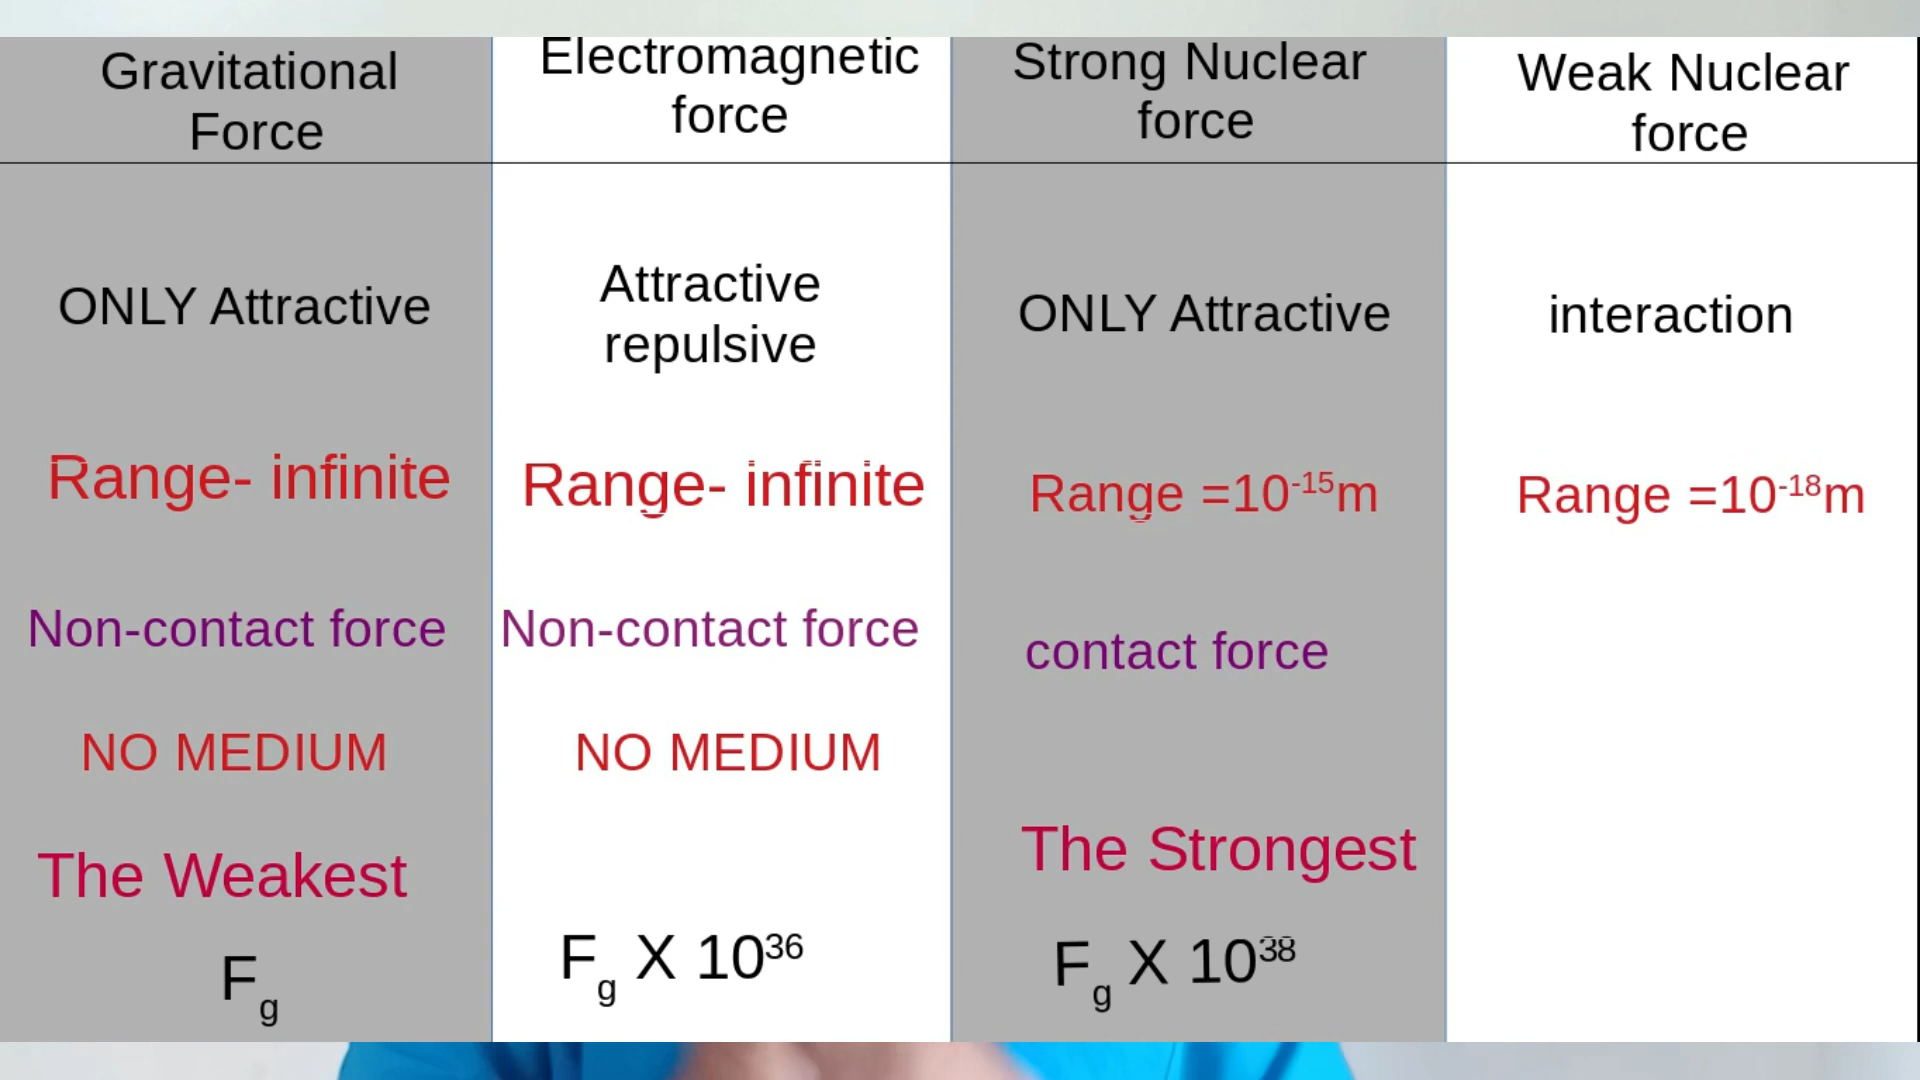 Gravitational
Force
Electromagnetic
force
Strong Nuclear
force
Weak Nuclear
force
ONLY Attractive
Attractive
repulsive
ONLY Attractive
interaction
Range- infinite
Range- infinite
Range =10⁻¹⁵m
Range =10⁻¹⁸m
Non-contact force
Non-contact force
contact force
NO MEDIUM
NO MEDIUM
The Weakest
The Strongest
Fg
Fg X 10³⁶
Fg X 10³⁸